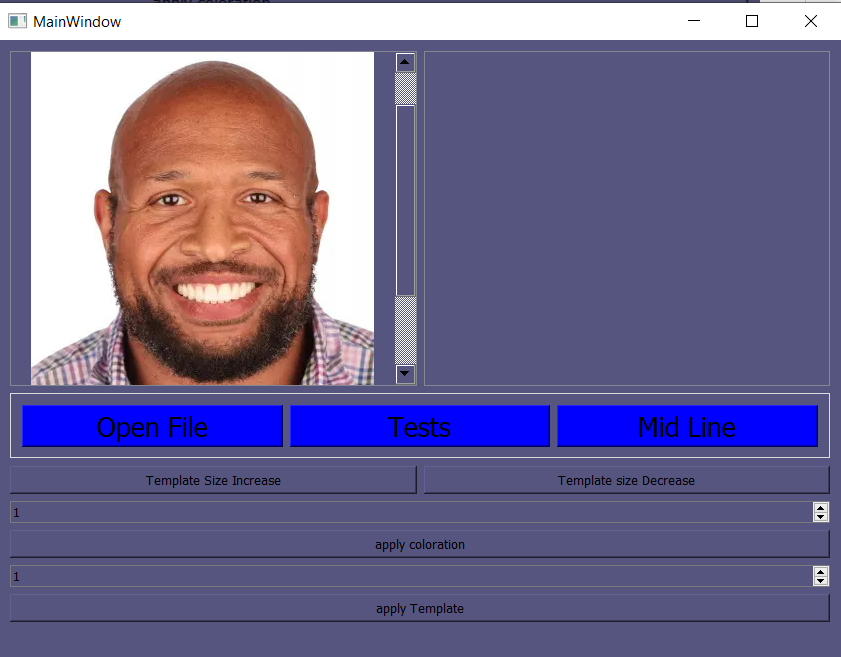 MainWindow
Open File
Tests
Mid Line
Template Size Increase
Template size Decrease
1
apply coloration
1
apply Template